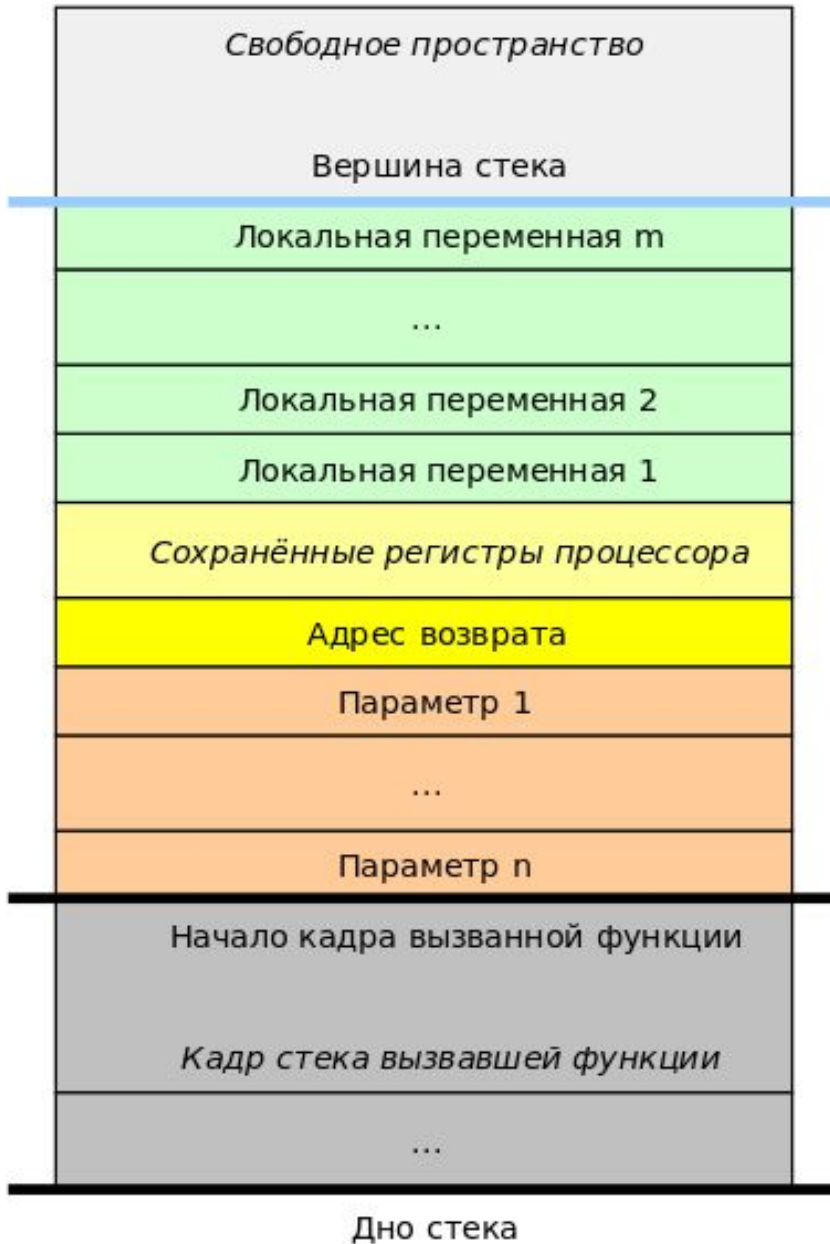 Свободное пространство
Вершина стека
Локальная переменная m
...
Локальная переменная 2
Локальная переменная 1
Сохранённые регистры процессора
Адрес возврата
Параметр 1
...
Параметр n
Начало кадра вызванной функции
Кадр стека вызвавшей функции
...
Дно стека